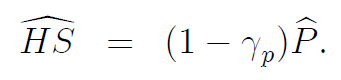 $\widehat{HS} = (1 - \gamma_p)\widehat{P}.$